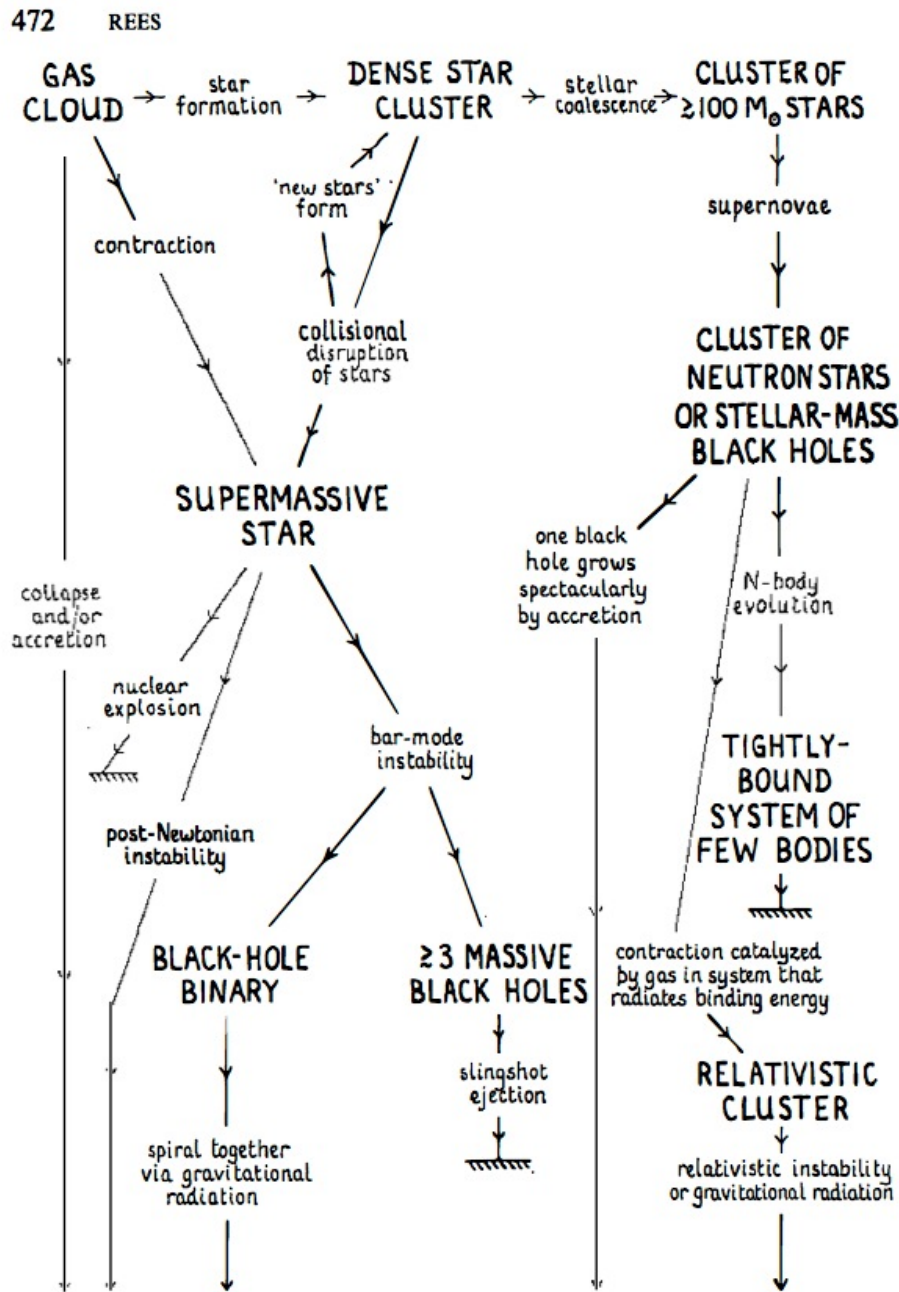 472 REES
GAS
CLOUD
star
formation
DENSE STAR
CLUSTER
stellar
coalescence
CLUSTER OF
≳100 M⊙ STARS
'new stars'
form
supernovae
contraction
collisional
disruption
of stars
CLUSTER OF
NEUTRON STARS
OR STELLAR-MASS
BLACK HOLES
SUPERMASSIVE
STAR
one black
hole grows
spectacularly
by accretion
N-body
evolution
collapse
and/or
accretion
nuclear
explosion
bar-mode
instability
TIGHTLY-
BOUND
SYSTEM OF
FEW BODIES
post-Newtonian
instability
BLACK-HOLE
BINARY
≳3 MASSIVE
BLACK HOLES
contraction catalyzed
by gas in system that
radiates binding energy
slingshot
ejection
RELATIVISTIC
CLUSTER
spiral together
via gravitational
radiation
relativistic instability
or gravitational radiation